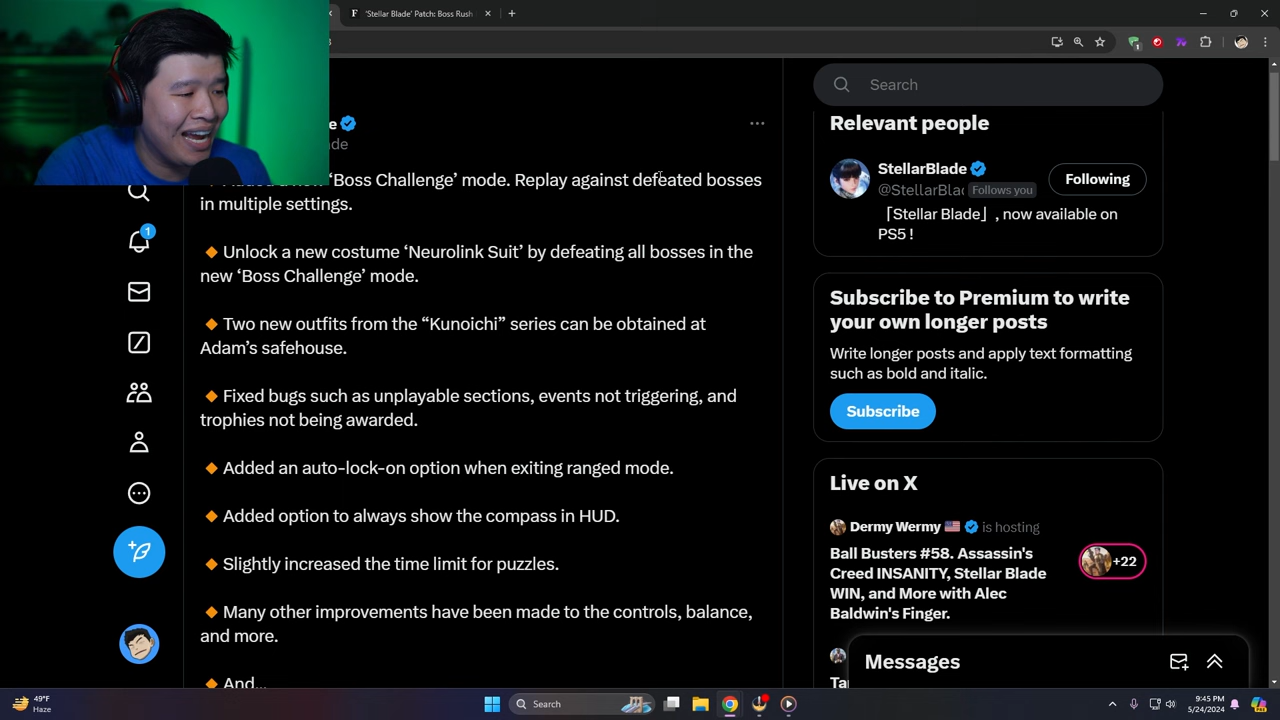 'Stellar Blade' Patch: Boss Rush
e
de
'Boss Challenge' mode. Replay against defeated bosses
in multiple settings.
🔸Unlock a new costume ‘Neurolink Suit’ by defeating all bosses in the
new ‘Boss Challenge’ mode.
🔸Two new outfits from the “Kunoichi” series can be obtained at
Adam’s safehouse.
🔸Fixed bugs such as unplayable sections, events not triggering, and
trophies not being awarded.
🔸Added an auto-lock-on option when exiting ranged mode.
🔸Added option to always show the compass in HUD.
🔸Slightly increased the time limit for puzzles.
🔸Many other improvements have been made to the controls, balance,
and more.
🔸And...
1
Search
Relevant people
StellarBlade
@StellarBla Follows you
Following
「Stellar Blade」, now available on
PS5 !
Subscribe to Premium to write
your own longer posts
Write longer posts and apply text formatting
such as bold and italic.
Subscribe
Live on X
Dermy Wermy 🇺🇸 is hosting
Ball Busters #58. Assassin's
Creed INSANITY, Stellar Blade
WIN, and More with Alec
Baldwin's Finger.
+22
Messages
49°F
Haze
Search
9:45 PM
5/24/2024